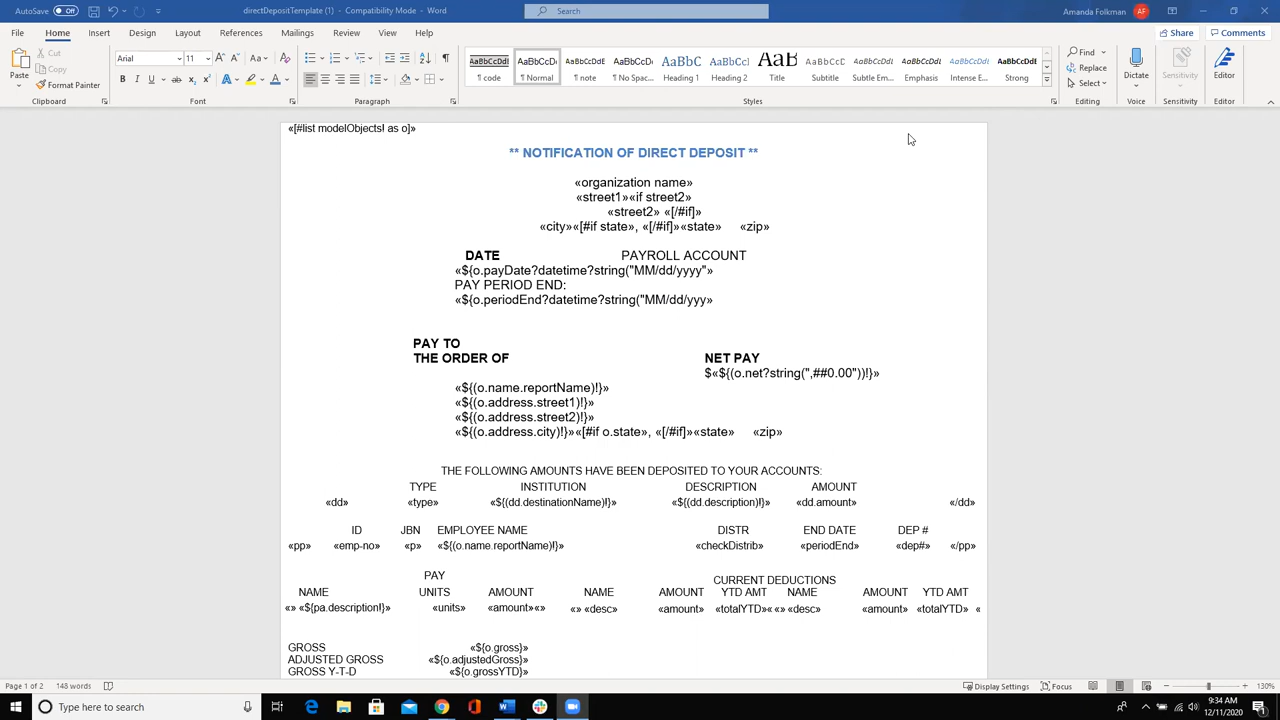 AutoSave Off directDepositTemplate (1) Search Amanda Folkman AF
File Home Insert Design Layout References Mailings Review View Help Share Comments
Paste Cut Copy Format Painter Clipboard
Arial 11 Font
Paragraph
AaBbCcDdI ¶ code AaBbCcDc ¶ Normal AaBbCcDdE ¶ note AaBbCcDc ¶ No Spac... AaBbC Heading 1 AaBbCcI Heading 2 AaB Title AaBbCcD Subtitle AaBbCcDdI Subtle Em... AaBbCcDdI Emphasis AaBbCcDdI Intense E... AaBbCcDdI Strong
Styles
Find Replace Select Editing Dictate Voice Sensitivity Sensitivity Editor Editor
«[#list modelObjects! as o]»
** NOTIFICATION OF DIRECT DEPOSIT **
«organization name»
«street1»«if street2»
«street2» «[/#if]»
«city»«[#if state», «[/#if]»«state» «zip»
DATE PAYROLL ACCOUNT
«${o.payDate?datetime?string("MM/dd/yyyy"»
PAY PERIOD END:
«${o.periodEnd?datetime?string("MM/dd/yyy»
PAY TO
THE ORDER OF NET PAY
$«${(o.net?string(",##0.00"))!}»
«${(o.name.reportName)!}»
«${(o.address.street1)!}»
«${(o.address.street2)!}»
«${(o.address.city)!}»«[#if o.state», «[/#if]»«state» «zip»
THE FOLLOWING AMOUNTS HAVE BEEN DEPOSITED TO YOUR ACCOUNTS:
TYPE INSTITUTION DESCRIPTION AMOUNT
«dd» «type» «${(dd.destinationName)!}» «${(dd.description)!}» «dd.amount» «/dd»
ID JBN EMPLOYEE NAME DISTR END DATE DEP #
«pp» «emp-no» «p» «${(o.name.reportName)!}» «checkDistrib» «periodEnd» «dep#» «/pp»
PAY CURRENT DEDUCTIONS
NAME UNITS AMOUNT NAME AMOUNT YTD AMT NAME AMOUNT YTD AMT
«» «${pa.description!}» «units» «amount»«» «» «desc» «amount» «totalYTD»« «» «desc» «amount» «totalYTD» «
GROSS «${o.gross}»
ADJUSTED GROSS «${o.adjustedGross}»
GROSS Y-T-D «${o.grossYTD}»
Page 1 of 2 148 words Display Settings Focus 130%
Type here to search 9:34 AM
12/11/2020